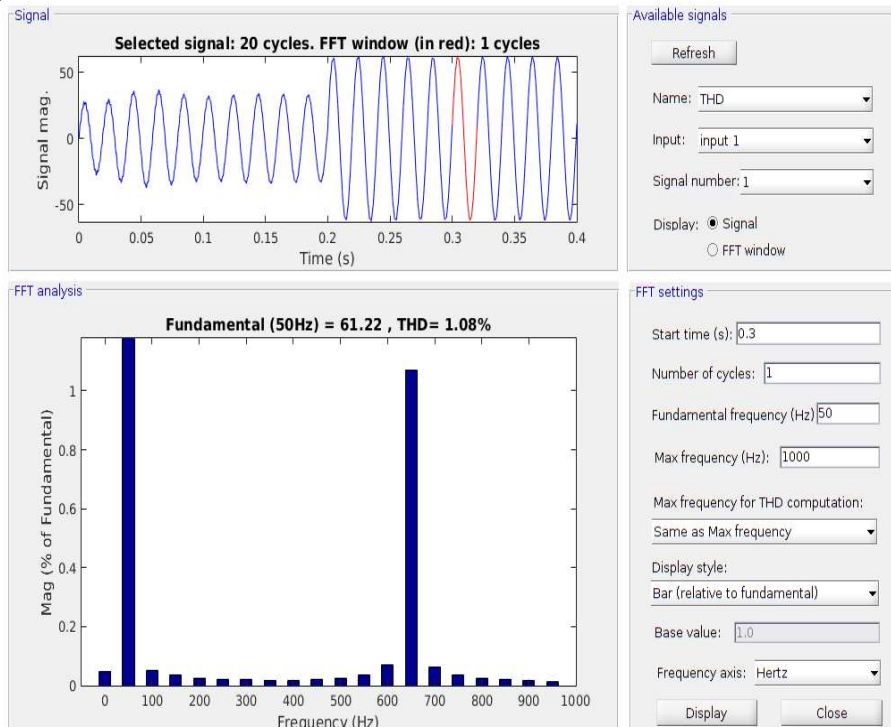 Signal
Selected signal: 20 cycles. FFT window (in red): 1 cycles
Signal mag.
50
0
-50
0 0.05 0.1 0.15 0.2 0.25 0.3 0.35 0.4
Time (s)
Available signals
Refresh
Name: THD
Input: input 1
Signal number: 1
Display: Signal
FFT window
FFT analysis
Fundamental (50Hz) = 61.22 , THD= 1.08%
Mag (% of Fundamental)
1
0.8
0.6
0.4
0.2
0
0 100 200 300 400 500 600 700 800 900 1000
Frequency (Hz)
FFT settings
Start time (s): 0.3
Number of cycles: 1
Fundamental frequency (Hz) 50
Max frequency (Hz): 1000
Max frequency for THD computation:
Same as Max frequency
Display style:
Bar (relative to fundamental)
Base value: 1.0
Frequency axis: Hertz
Display Close